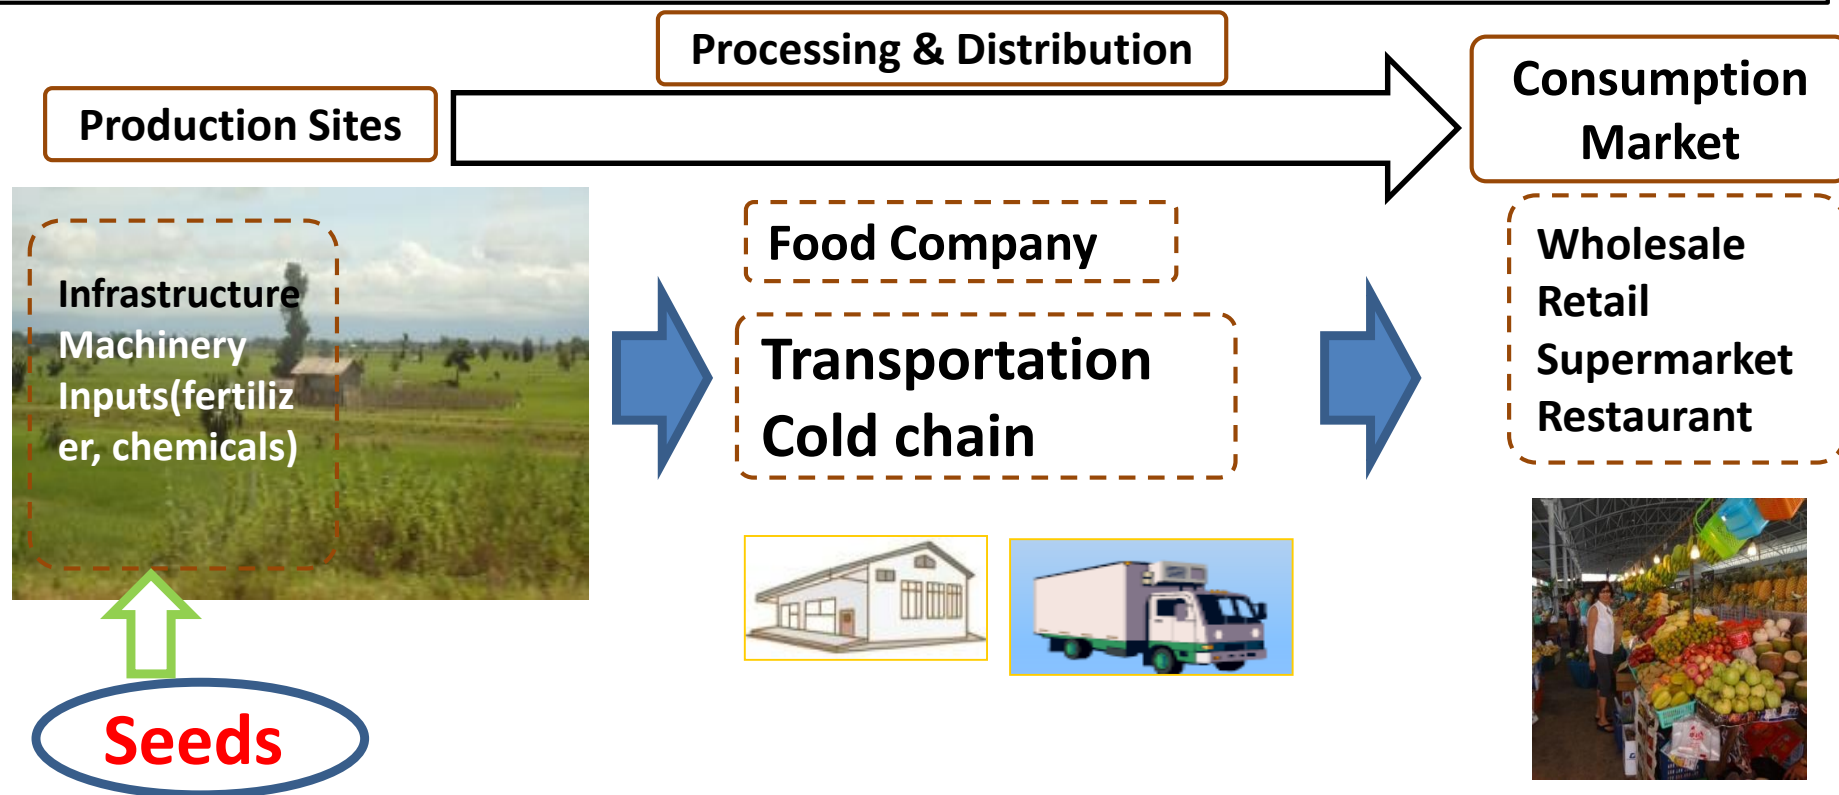 Processing & Distribution
Production Sites
Consumption
Market
Infrastructure
Machinery
Inputs(fertiliz
er, chemicals)
Food Company
Transportation
Cold chain
Wholesale
Retail
Supermarket
Restaurant
Seeds